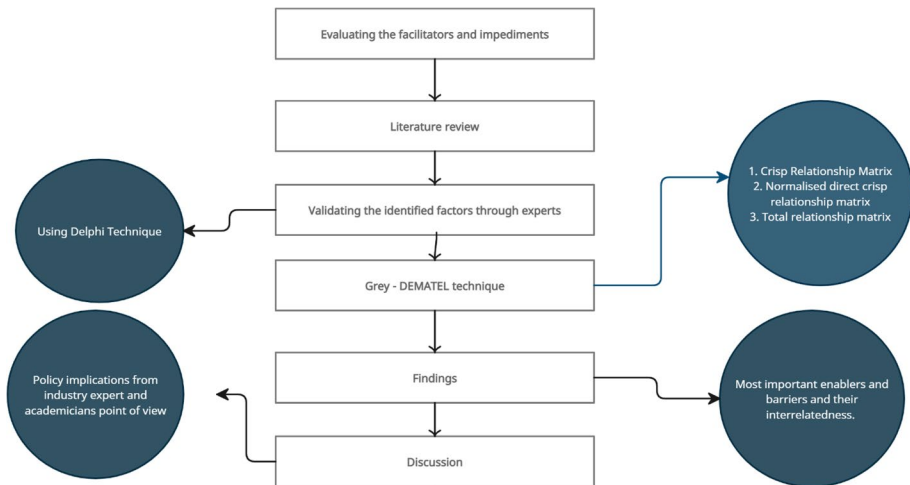 Evaluating the facilitators and impediments
Literature review
Validating the identified factors through experts
Using Delphi Technique
Grey - DEMATEL technique
1. Crisp Relationship Matrix
2. Normalised direct crisp
relationship matrix
3. Total relationship matrix
Findings
Most important enablers and
barriers and their
interrelatedness.
Discussion
Policy implications from
industry expert and
academicians point of view